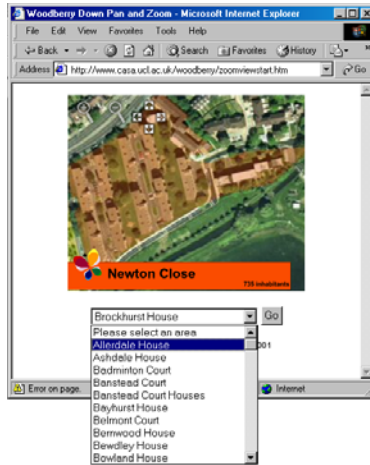 Woodberry Down Pan and Zoom - Microsoft Internet Explorer
File Edit View Favorites Tools Help
Back Search Favorites History
Address http://www.casa.ucl.ac.uk/woodberry/zoomviewstart.htm Go
Newton Close
735 inhabitants
Brockhurst House Go
Please select an area
Allerdale House 001
Ashdale House
Badminton Court
Banstead Court
Banstead Court Houses
Bayhurst House
Belmont Court
Bernwood House
Bewdley House
Bowland House
Error on page. Internet